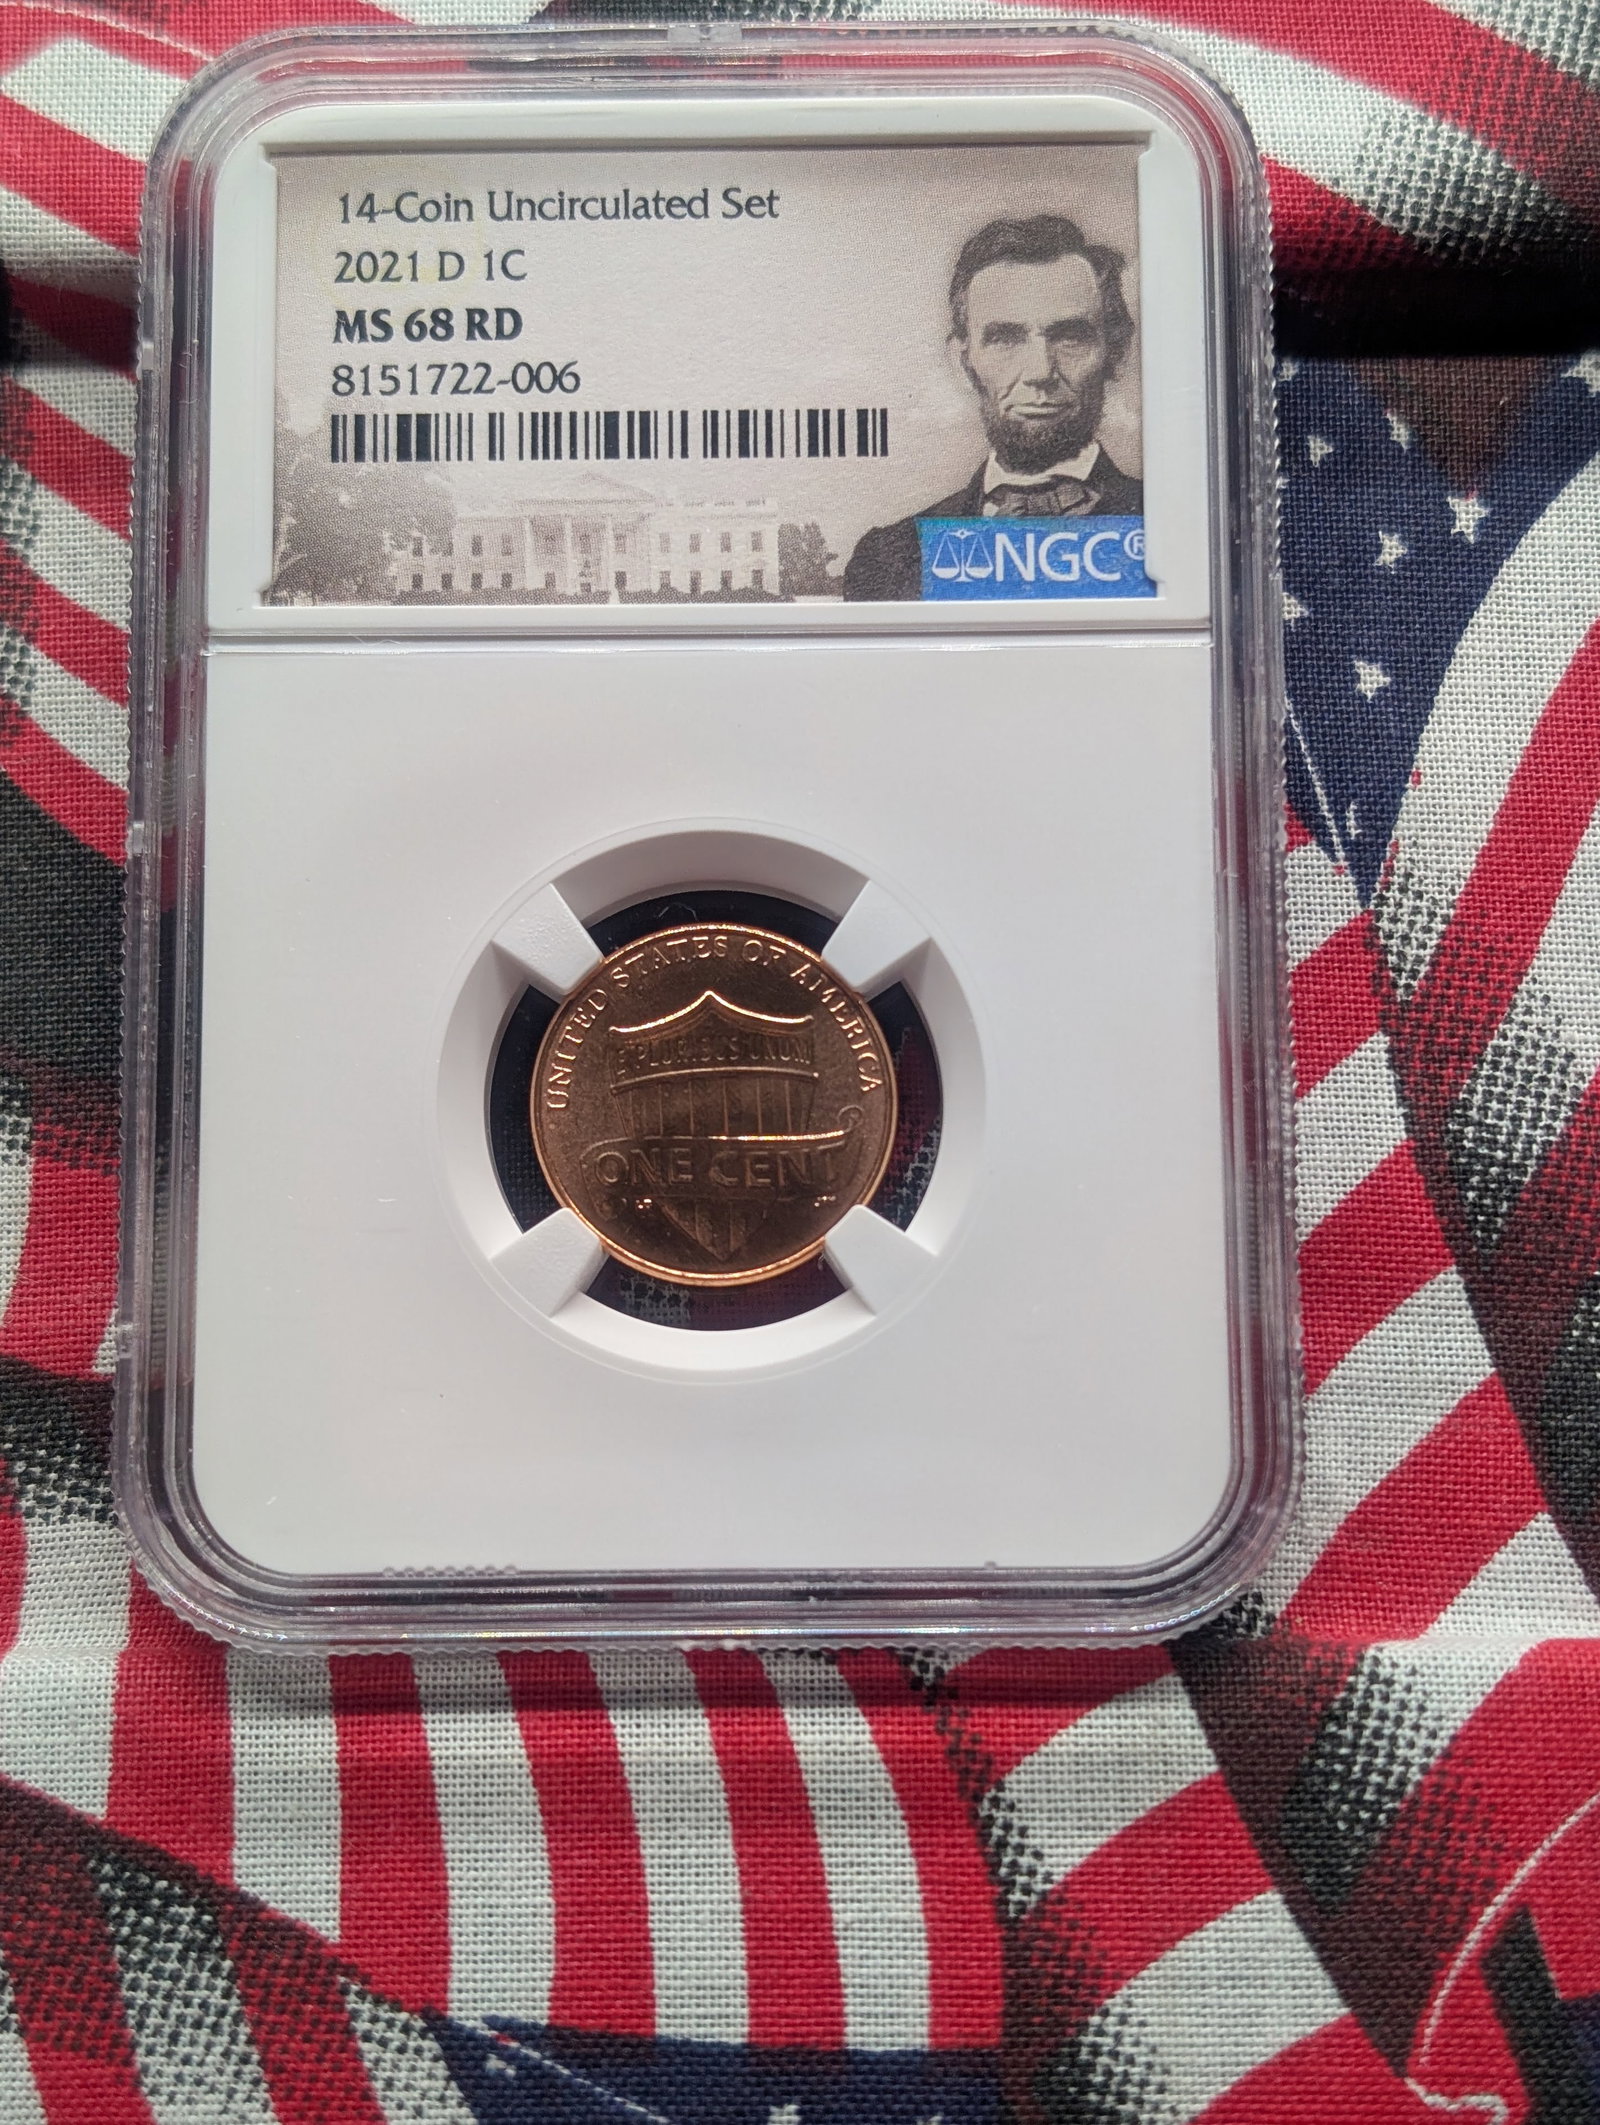 14-Coin Uncirculated Set
2021 D 1C
MS 68 RD
8151722-006
NGC®
UNITED STATES OF AMERICA
E PLURIBUS UNUM
ONE CENT